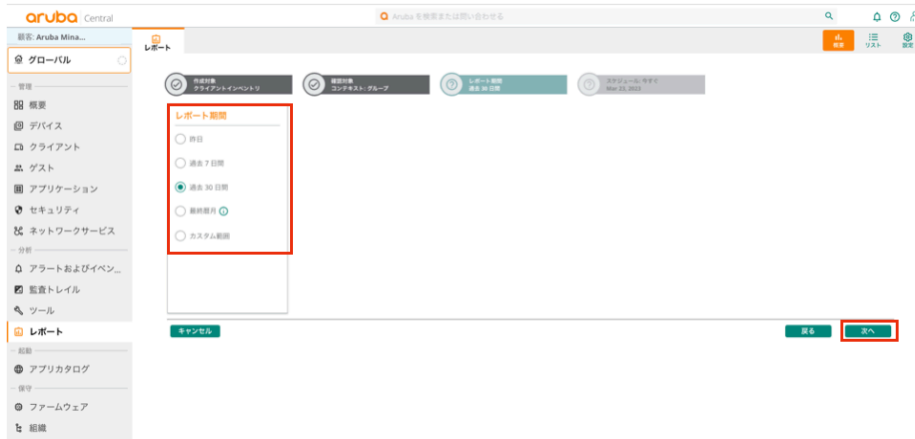 aruba Central
Aruba を検索または問い合わせる
顧客: Aruba Mina...
レポート
概要
リスト
設定
グローバル
管理
概要
デバイス
クライアント
ゲスト
アプリケーション
セキュリティ
ネットワークサービス
分析
アラートおよびイベン...
監査トレイル
ツール
レポート
起動
アプリカタログ
保守
ファームウェア
組織
作成対象
クライアントインベントリ
確認対象
コンテキスト: グループ
レポート期間
過去 30 日間
スケジュール: 今すぐ
Mar 23, 2023
レポート期間
昨日
過去 7 日間
過去 30 日間
最終暦月
カスタム範囲
キャンセル
戻る
次へ